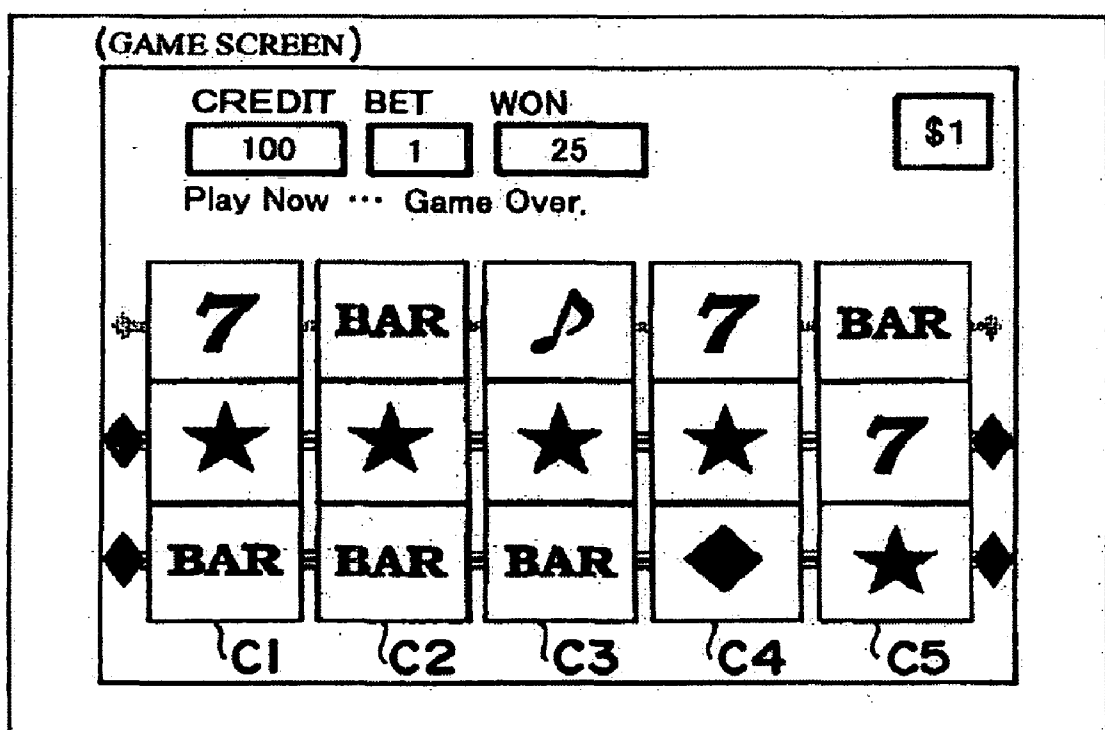 (GAME SCREEN)
CREDIT BET WON
100 1 25 $1
Play Now ··· Game Over.
7 BAR 7 BAR
7
BAR BAR BAR
C1 C2 C3 C4 C5